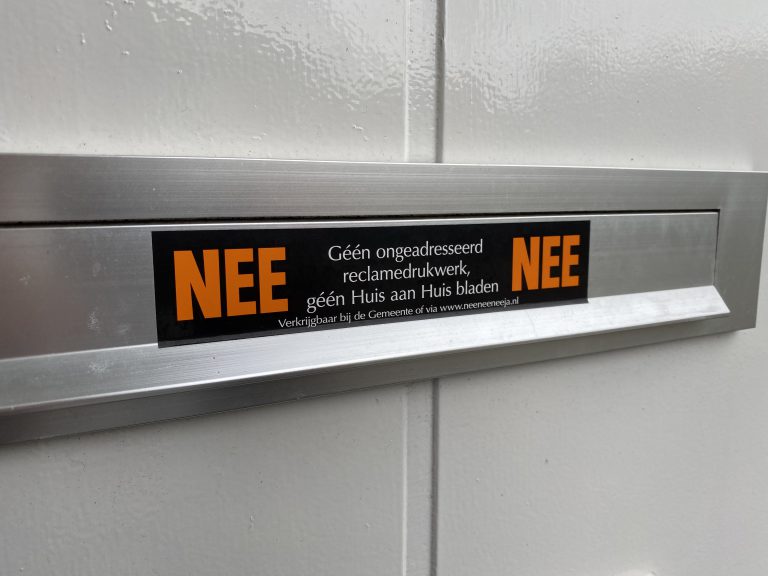 NEE
Géén ongeadresseerd
reclamedrukwerk,
géén Huis aan Huis bladen
NEE
Verkrijgbaar bij de Gemeente of via www.neeneeneeja.nl